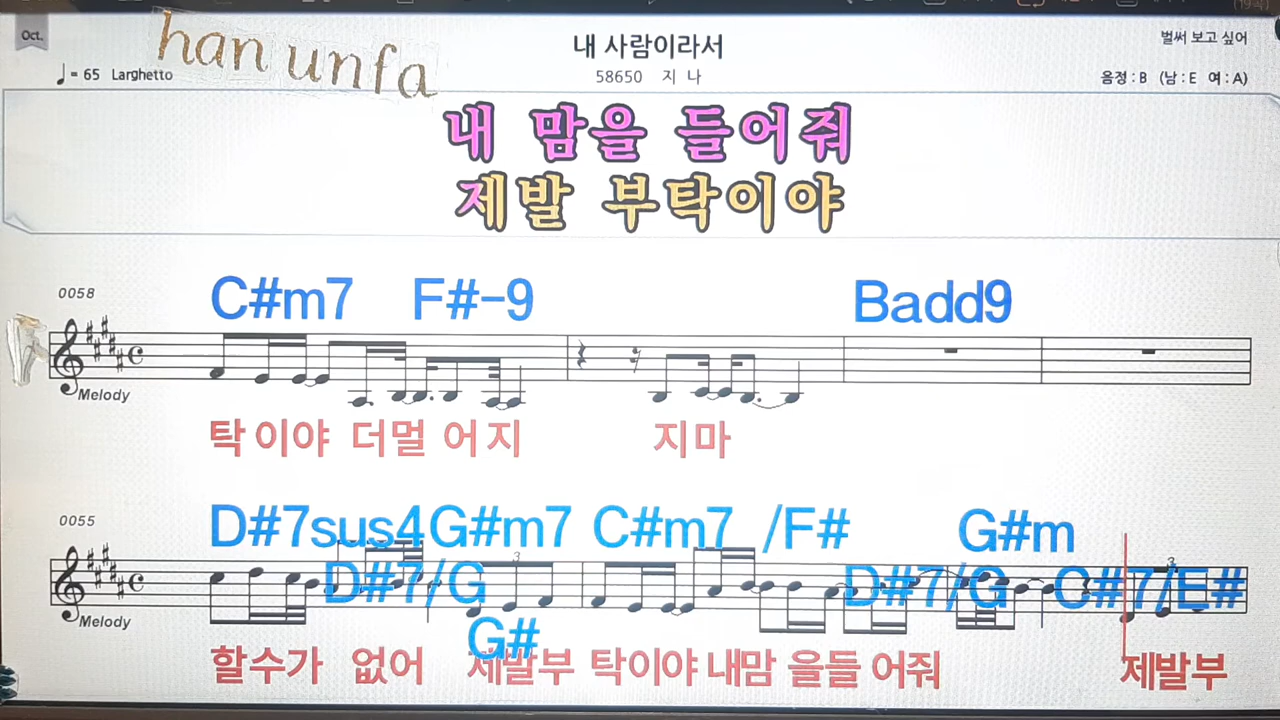 Oct.
han unfa
내 사람이라서
벌써 보고 싶어
♩= 65 Larghetto
58650 지 나
음정 : B (남 : E 여 : A)
내 맘을 들어줘
제발 부탁이야
0058
C#m7 F#-9 Badd9
Melody
탁이야 더멀 어지 지마
0055
D#7sus4 G#m7 C#m7 /F# G#m
3 3
D#7/G D#7/G C#7/E#
Melody
G#
할수가 없어 제발부 탁이야 내맘 을들 어줘 제발부